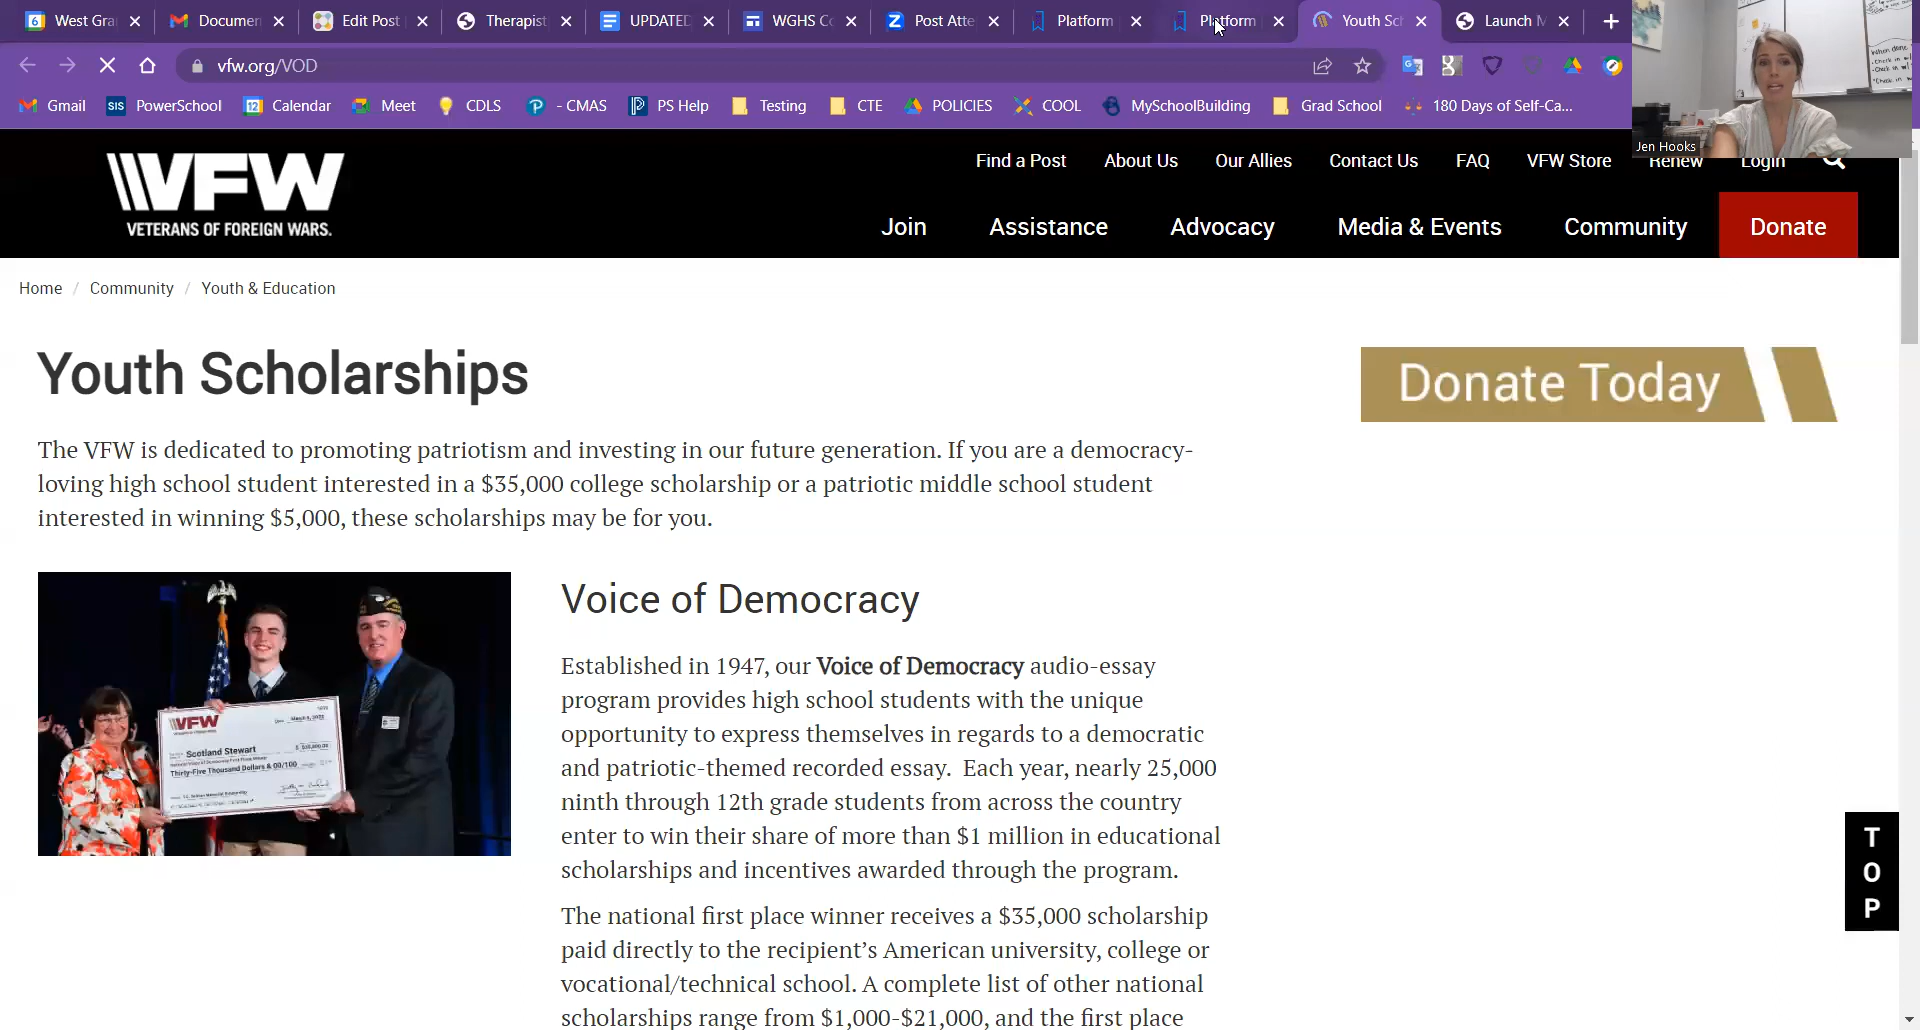 West Gra
Documen
Edit Post
Therapist
UPDATED
WGHS Co
Post Atte
Platform
Platform
Youth Sch
Launch M
vfw.org/VOD
Gmail
SIS PowerSchool
12 Calendar
Meet
CDLS
- CMAS
PS Help
Testing
CTE
POLICIES
COOL
MySchoolBuilding
Grad School
180 Days of Self-Ca...
When done
Jen Hooks
VFW
VETERANS OF FOREIGN WARS.
Find a Post About Us Our Allies Contact Us FAQ VFW Store Renew Login
Join Assistance Advocacy Media & Events Community Donate
Home / Community / Youth & Education
Youth Scholarships
Donate Today
The VFW is dedicated to promoting patriotism and investing in our future generation. If you are a democracy-
loving high school student interested in a $35,000 college scholarship or a patriotic middle school student
interested in winning $5,000, these scholarships may be for you.
VFW
Scotland Stewart
Thirty-Five Thousand Dollars & 00/100
Voice of Democracy
Established in 1947, our Voice of Democracy audio-essay
program provides high school students with the unique
opportunity to express themselves in regards to a democratic
and patriotic-themed recorded essay. Each year, nearly 25,000
ninth through 12th grade students from across the country
enter to win their share of more than $1 million in educational
scholarships and incentives awarded through the program.
The national first place winner receives a $35,000 scholarship
paid directly to the recipient's American university, college or
vocational/technical school. A complete list of other national
scholarships range from $1,000-$21,000, and the first place
TOP